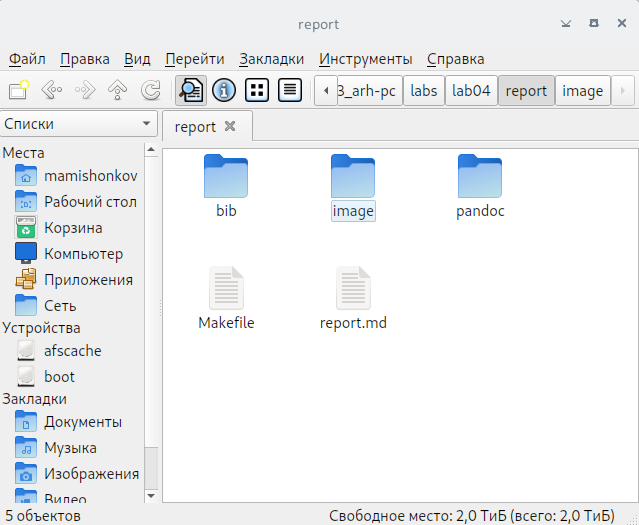 report
Файл Правка Вид Перейти Закладки Инструменты Справка
3_arh-pc labs lab04 report image
Списки
report
Места
mamishonkov
Рабочий стол
Корзина
Компьютер
Приложения
Сеть
Устройства
afscache
boot
Закладки
Документы
Музыка
Изображения
Видео
bib image pandoc
Makefile report.md
5 объектов Свободное место: 2,0 ТиБ (всего: 2,0 ТиБ)